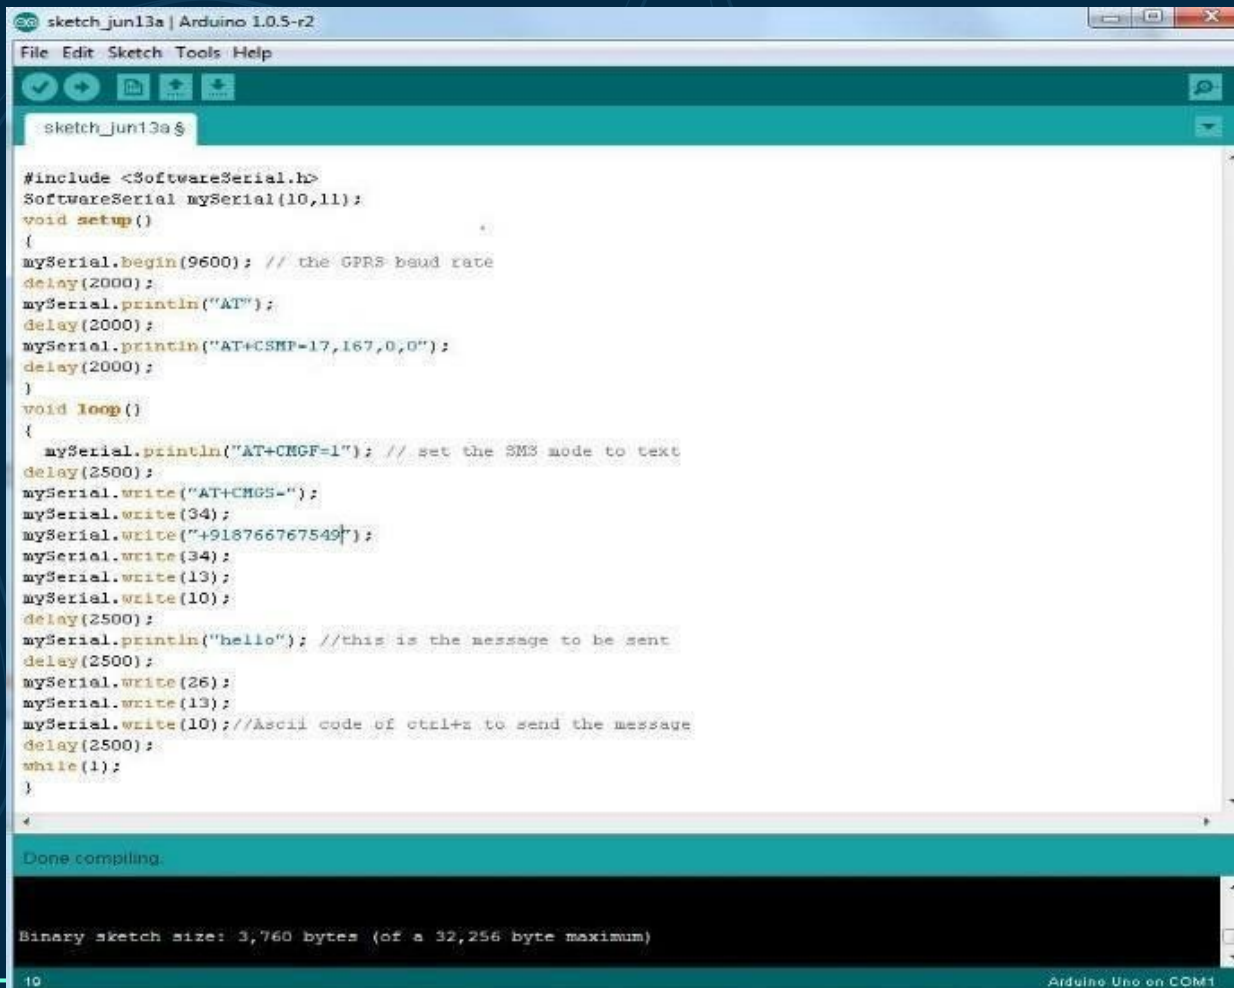 sketch_jun13a | Arduino 1.0.5-r2
File Edit Sketch Tools Help
sketch_jun13a §
#include <SoftwareSerial.h>
SoftwareSerial mySerial(10,11);
void setup()
{
mySerial.begin(9600); // the GPRS baud rate
delay(2000);
mySerial.println("AT");
delay(2000);
mySerial.println("AT+CSMP=17,167,0,0");
delay(2000);
}
void loop()
{
  mySerial.println("AT+CMGF=1"); // set the SMS mode to text
delay(2500);
mySerial.write("AT+CMGS=");
mySerial.write(34);
mySerial.write("+918766767549");
mySerial.write(34);
mySerial.write(13);
mySerial.write(10);
delay(2500);
mySerial.println("hello"); //this is the message to be sent
delay(2500);
mySerial.write(26);
mySerial.write(13);
mySerial.write(10);//Ascii code of ctrl+z to send the message
delay(2500);
while(1);
}
Done compiling.
Binary sketch size: 3,760 bytes (of a 32,256 byte maximum)
19 Arduino Uno on COM1